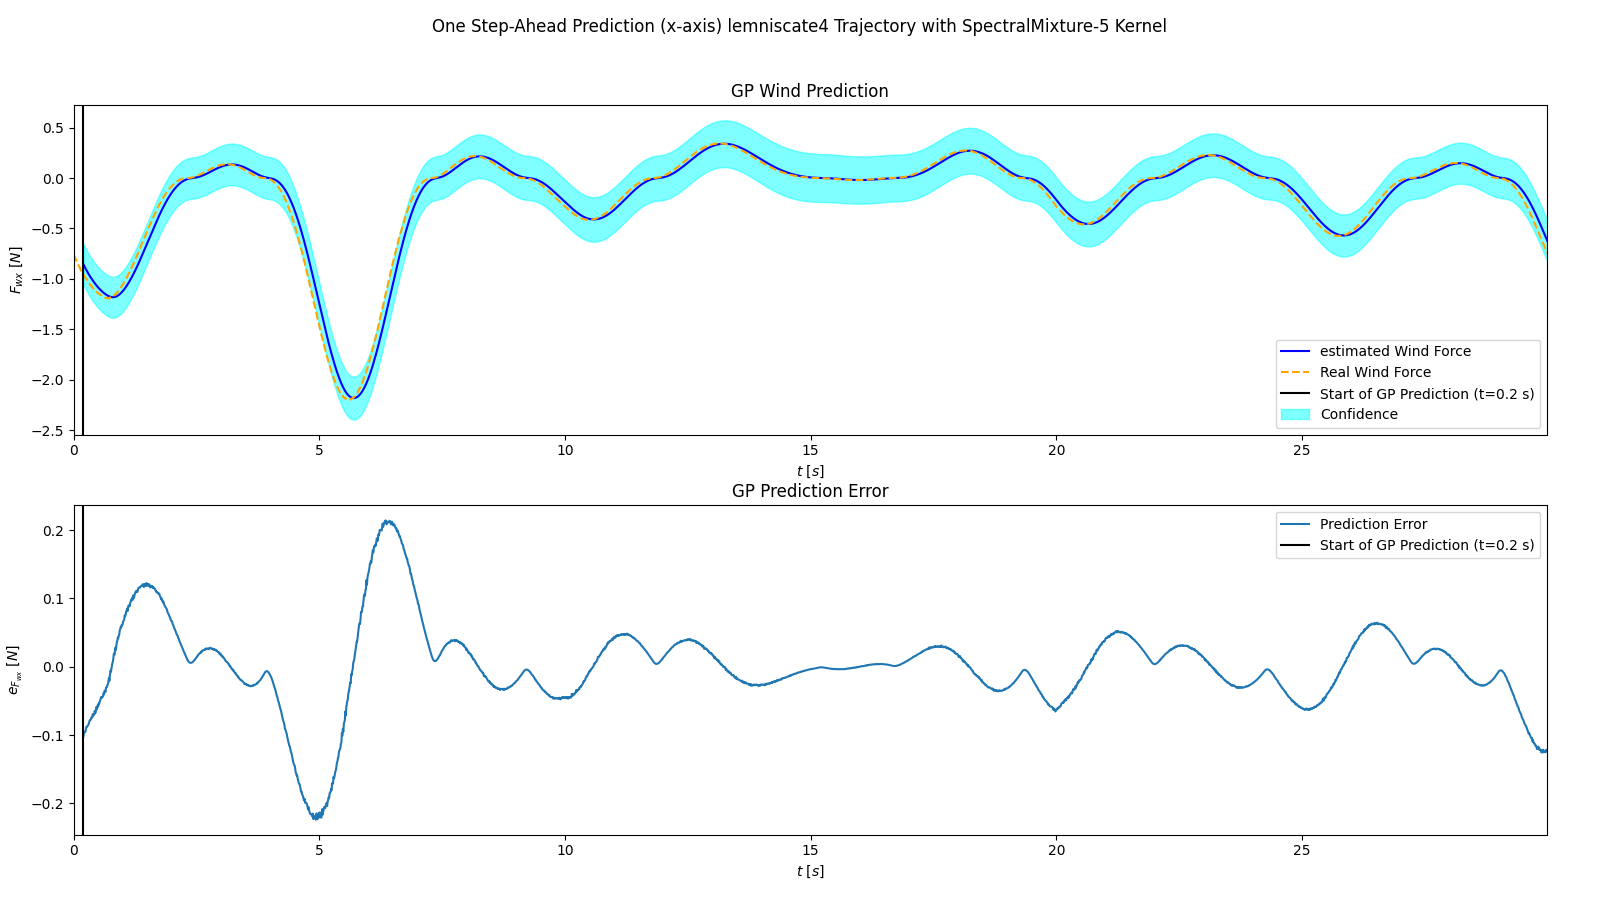 One Step-Ahead Prediction (x-axis) lemniscate4 Trajectory with SpectralMixture-5 Kernel
GP Wind Prediction
0.5
0.0
−0.5
−1.0
−1.5
−2.0
−2.5
F_wx [N]
estimated Wind Force
Real Wind Force
Start of GP Prediction (t=0.2 s)
Confidence
0 5 10 15 20 25
t [s]
GP Prediction Error
0.2
0.1
0.0
−0.1
−0.2
e_F_wx [N]
Prediction Error
Start of GP Prediction (t=0.2 s)
0 5 10 15 20 25
t [s]